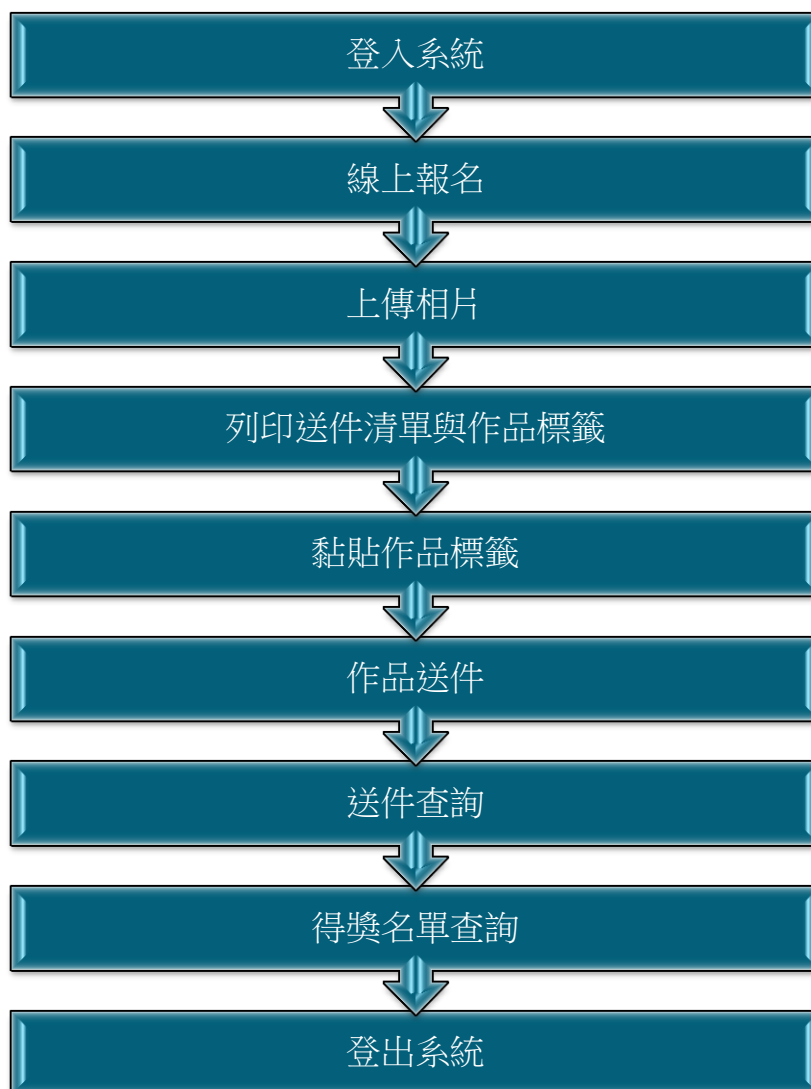 登入系統
線上報名
上傳相片
列印送件清單與作品標籤
黏貼作品標籤
作品送件
送件查詢
得獎名單查詢
登出系統